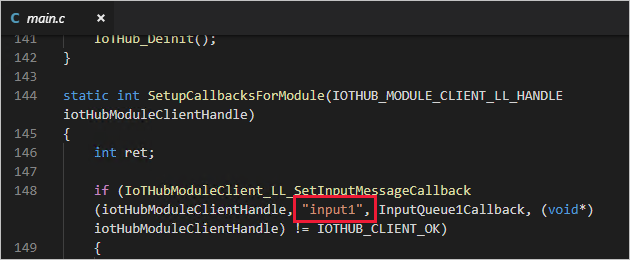 C main.c ×
141 IoTHub_Deinit();
142 }
143
144 static int SetupCallbacksForModule(IOTHUB_MODULE_CLIENT_LL_HANDLE
iotHubModuleClientHandle)
145 {
146 int ret;
147
148 if (IoTHubModuleClient_LL_SetInputMessageCallback
(iotHubModuleClientHandle, "input1", InputQueue1Callback, (void*)
iotHubModuleClientHandle) != IOTHUB_CLIENT_OK)
149 {